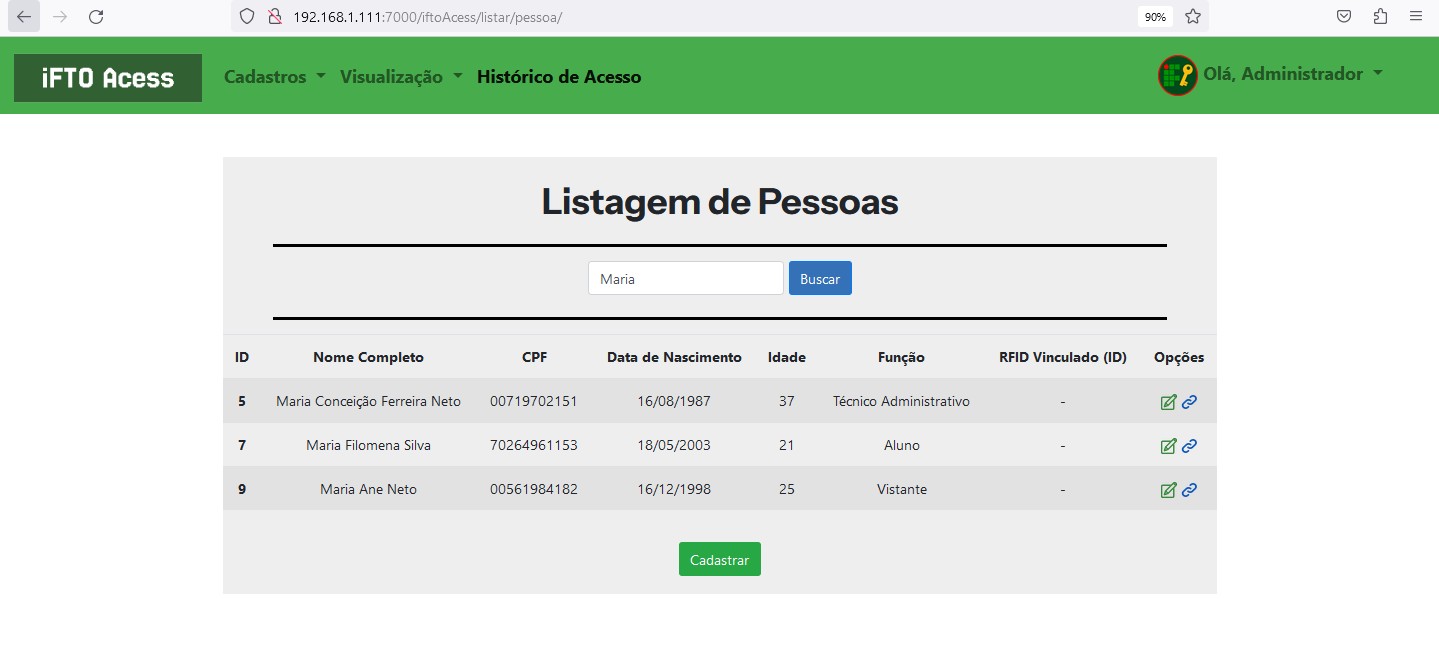 192.168.1.111:7000/iftoAcess/listar/pessoa/ 90%
iFTO Acess Cadastros Visualização Histórico de Acesso Olá, Administrador
Listagem de Pessoas
Maria Buscar
ID Nome Completo CPF Data de Nascimento Idade Função RFID Vinculado (ID) Opções
5 Maria Conceição Ferreira Neto 00719702151 16/08/1987 37 Técnico Administrativo -
7 Maria Filomena Silva 70264961153 18/05/2003 21 Aluno -
9 Maria Ane Neto 00561984182 16/12/1998 25 Vistante -
Cadastrar